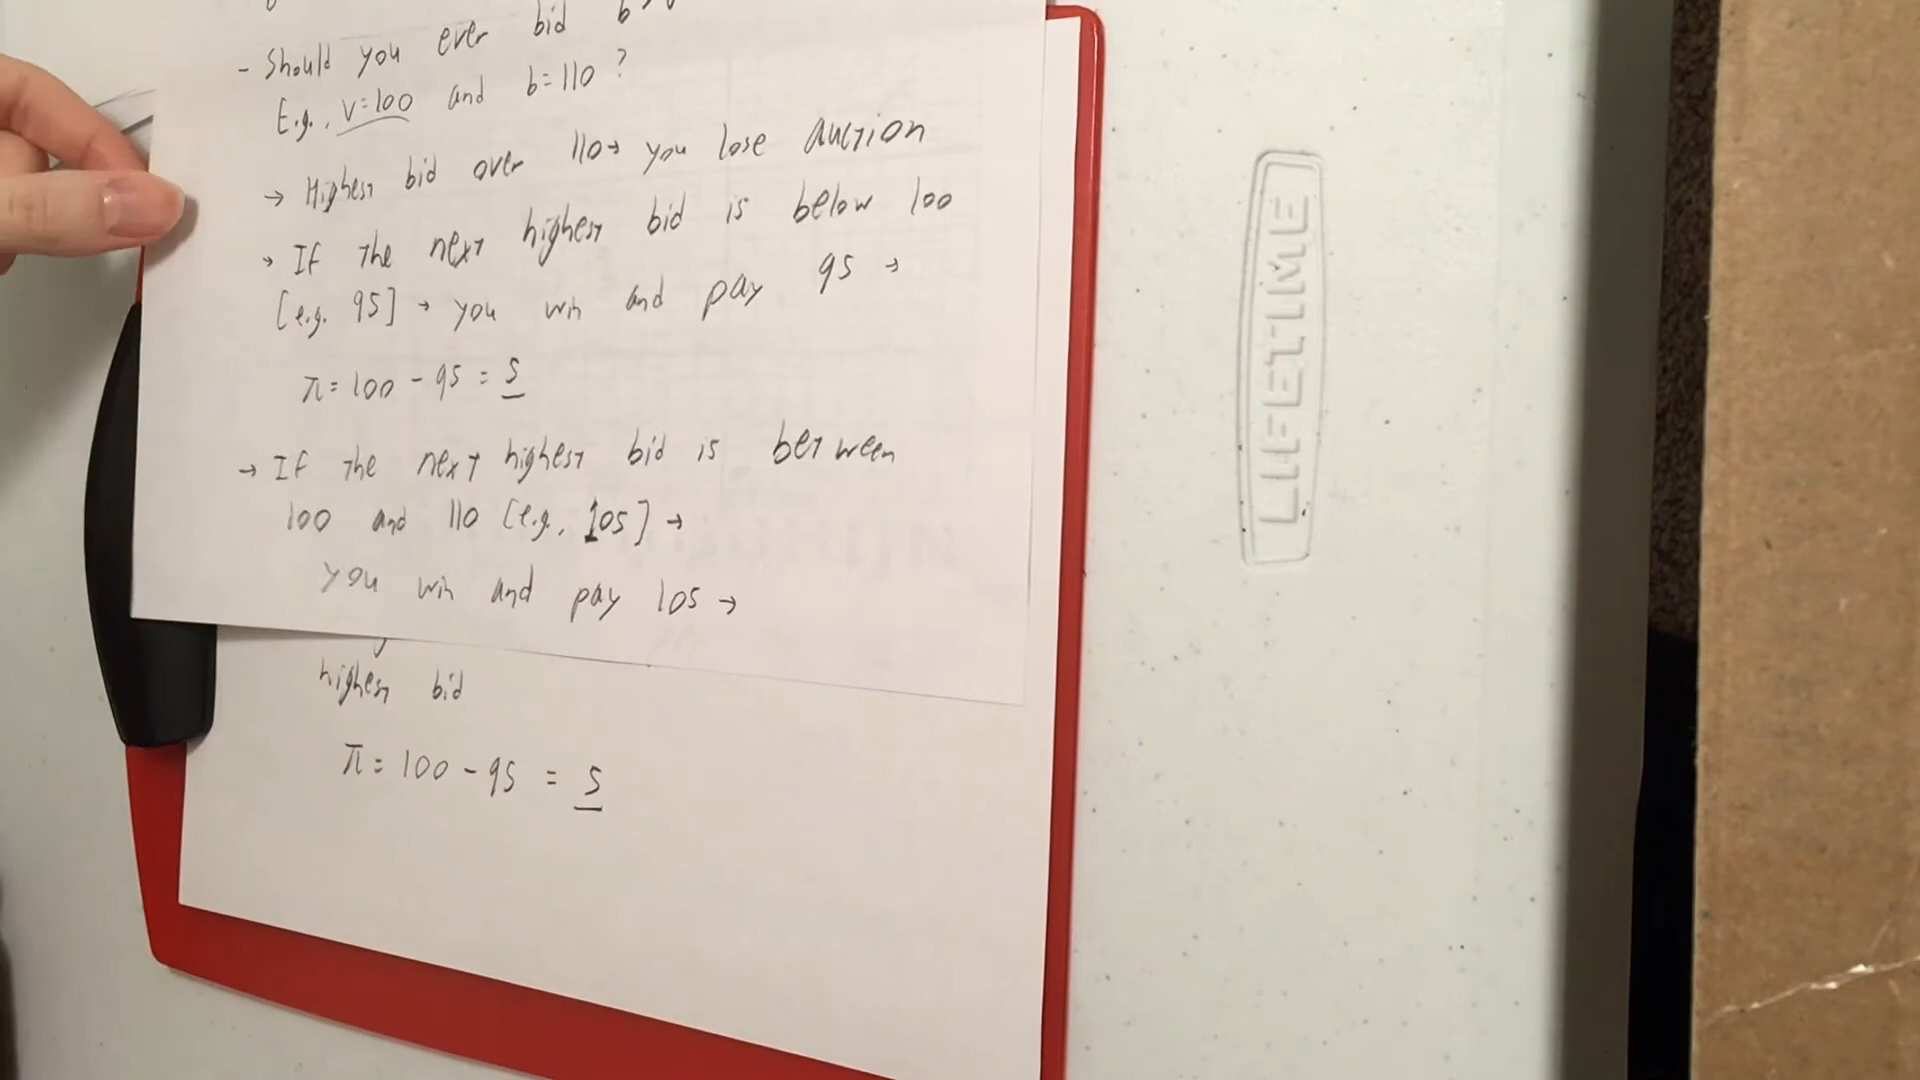 - Should you ever bid b>v
E.g., v=100 and b=110 ?
→ Highest bid over 110→ you lose auction
→ If the next highest bid is below 100
[e.g. 95] → you win and pay 95 →
π= 100 - 95 = 5
→ If the next highest bid is between
100 and 110 [e.g. 105] →
you win and pay 105 →
highest bid
π= 100 - 95 = 5
LIFETIME